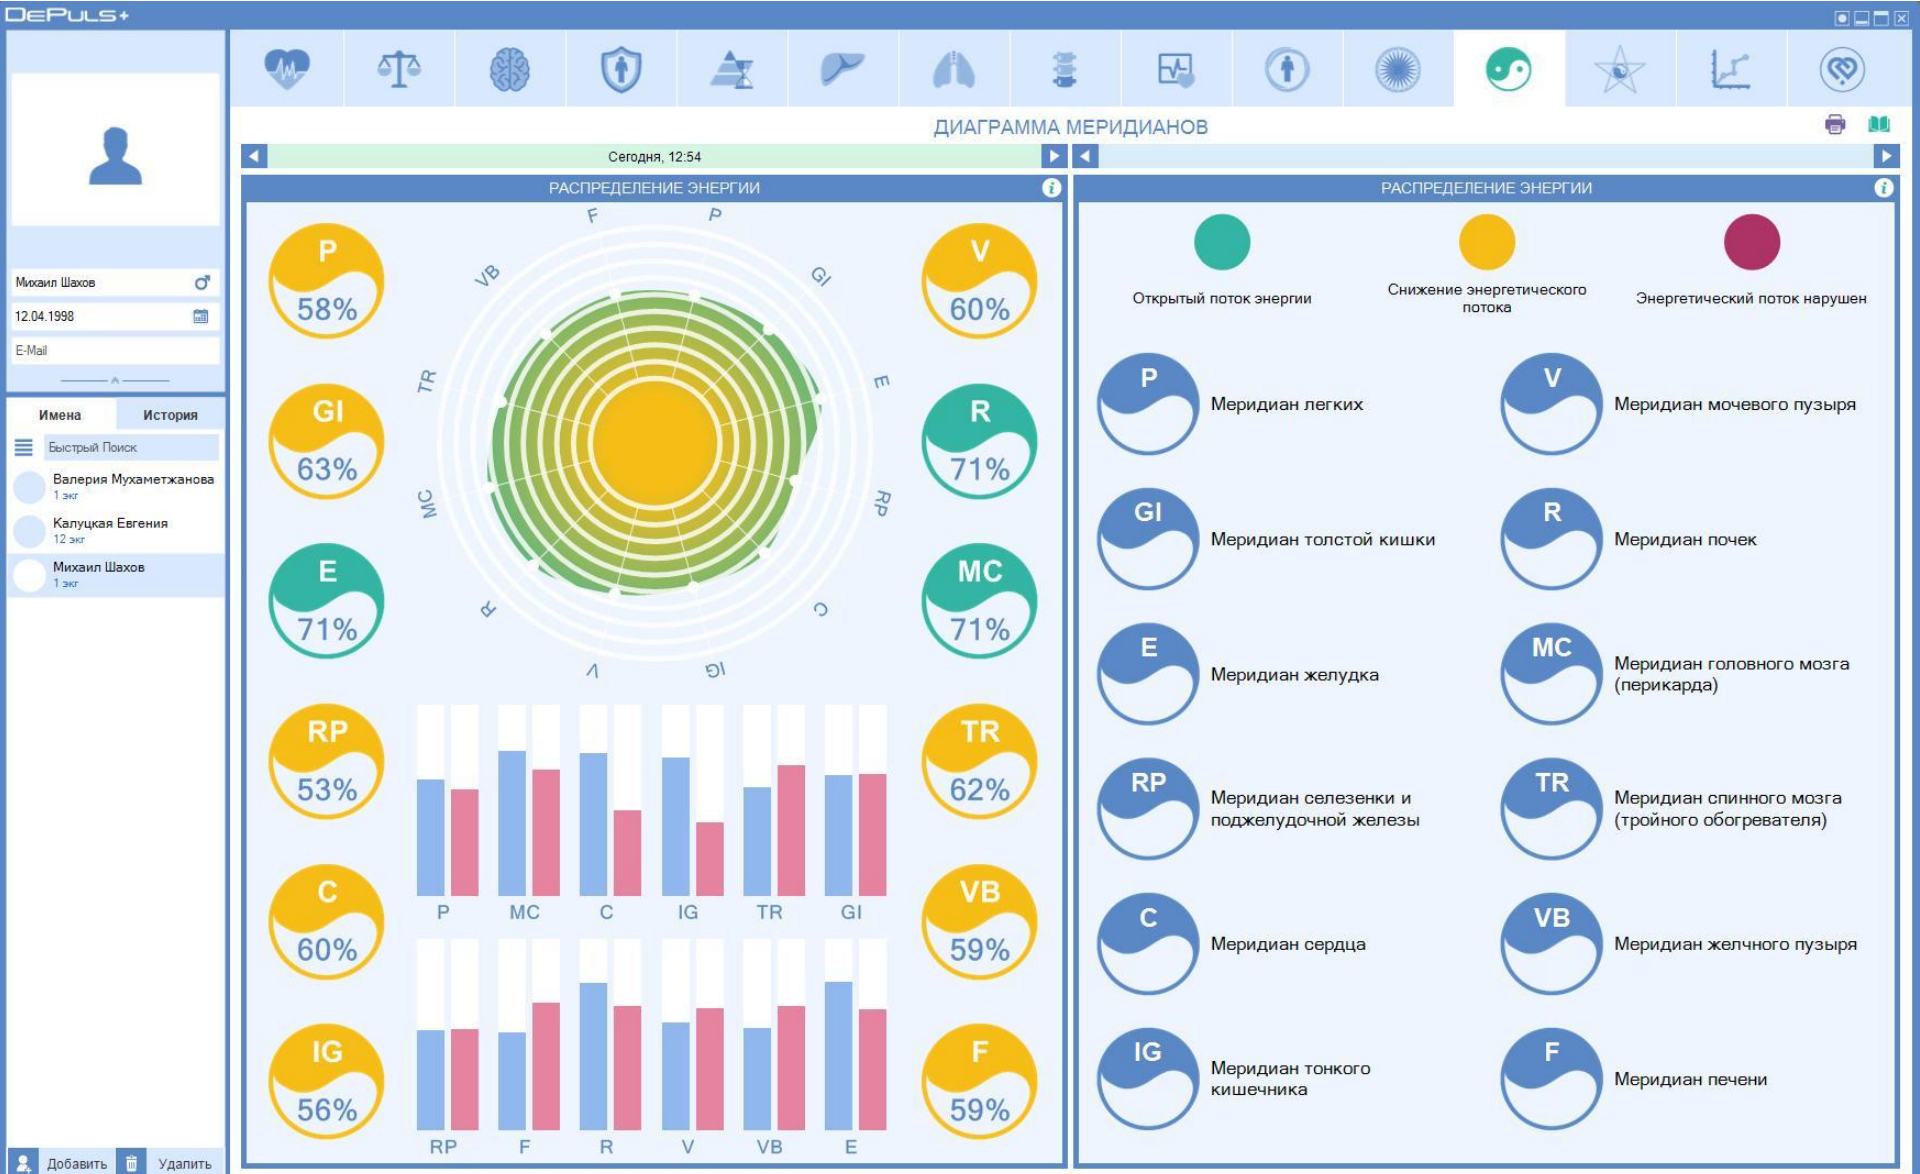 DePuls+
ДИАГРАММА МЕРИДИАНОВ
Сегодня, 12:54
РАСПРЕДЕЛЕНИЕ ЭНЕРГИИ
i
РАСПРЕДЕЛЕНИЕ ЭНЕРГИИ
i
Михаил Шахов
12.04.1998
E-Mail
Имена
История
Быстрый Поиск
Валерия Мухаметжанова
1 экг
Калуцкая Евгения
12 экг
Михаил Шахов
1 экг
Добавить
Удалить
P
58%
GI
63%
E
71%
RP
53%
C
60%
IG
56%
F
P
GI
E
RP
C
IG
V
R
MC
TR
VB
P
MC
C
IG
TR
GI
RP
F
R
V
VB
E
V
60%
R
71%
MC
71%
TR
62%
VB
59%
F
59%
Открытый поток энергии
Снижение энергетического
потока
Энергетический поток нарушен
P
Меридиан легких
V
Меридиан мочевого пузыря
GI
Меридиан толстой кишки
R
Меридиан почек
E
Меридиан желудка
MC
Меридиан головного мозга
(перикарда)
RP
Меридиан селезенки и
поджелудочной железы
TR
Меридиан спинного мозга
(тройного обогревателя)
C
Меридиан сердца
VB
Меридиан желчного пузыря
IG
Меридиан тонкого
кишечника
F
Меридиан печени